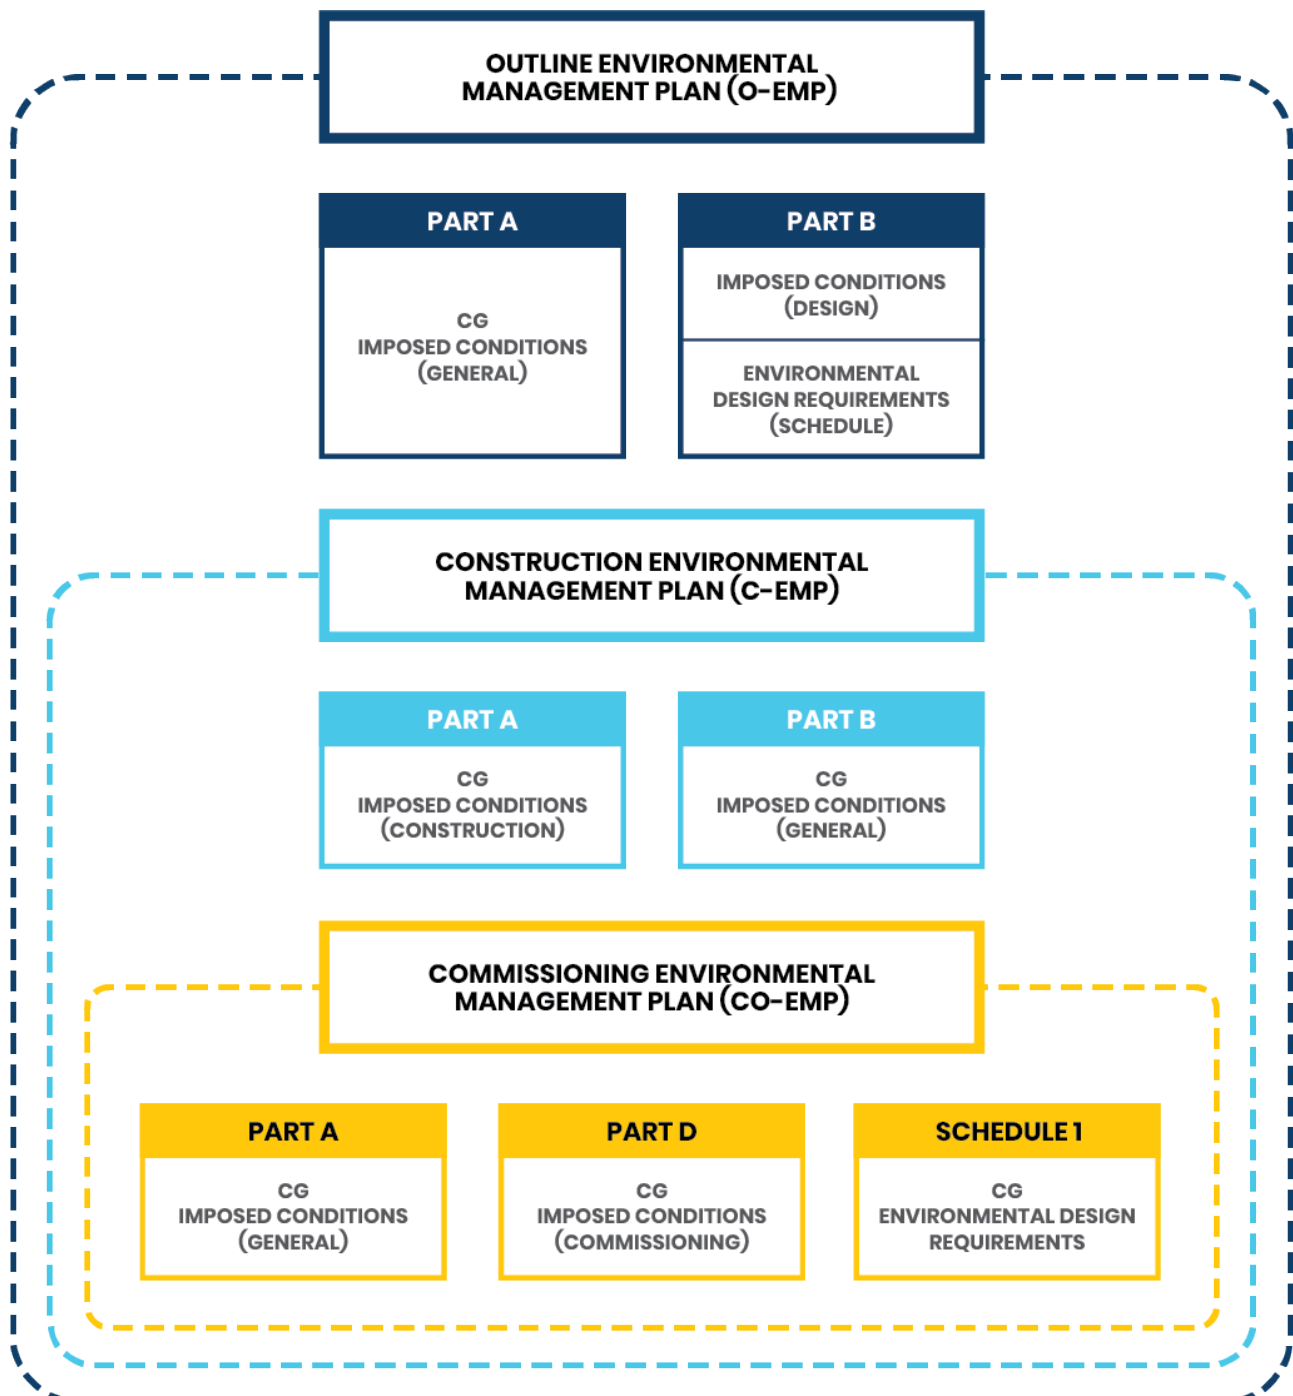 OUTLINE ENVIRONMENTAL
MANAGEMENT PLAN (O-EMP)
PART A
CG
IMPOSED CONDITIONS
(GENERAL)
PART B
IMPOSED CONDITIONS
(DESIGN)
ENVIRONMENTAL
DESIGN REQUIREMENTS
(SCHEDULE)
CONSTRUCTION ENVIRONMENTAL
MANAGEMENT PLAN (C-EMP)
PART A
CG
IMPOSED CONDITIONS
(CONSTRUCTION)
PART B
CG
IMPOSED CONDITIONS
(GENERAL)
COMMISSIONING ENVIRONMENTAL
MANAGEMENT PLAN (CO-EMP)
PART A
CG
IMPOSED CONDITIONS
(GENERAL)
PART D
CG
IMPOSED CONDITIONS
(COMMISSIONING)
SCHEDULE 1
CG
ENVIRONMENTAL DESIGN
REQUIREMENTS